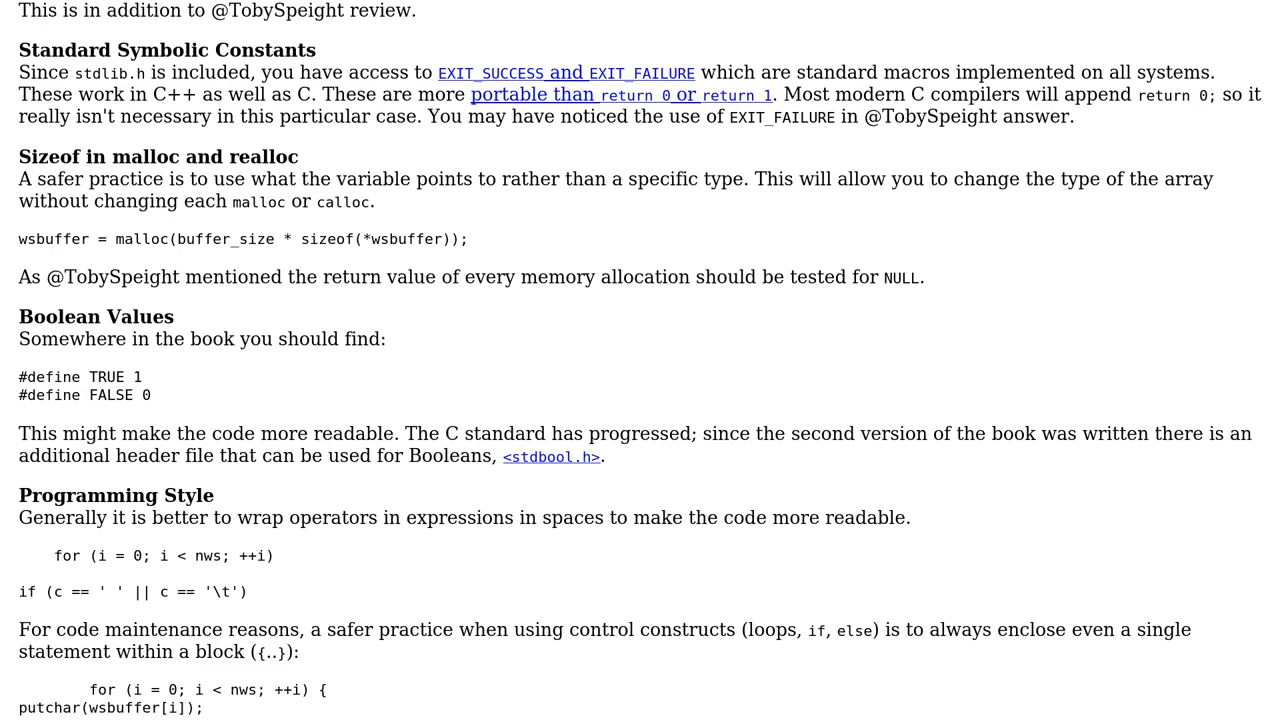 This is in addition to @TobySpeight review.
Standard Symbolic Constants
Since stdlib.h is included, you have access to EXIT_SUCCESS and EXIT_FAILURE which are standard macros implemented on all systems.
These work in C++ as well as C. These are more portable than return 0 or return 1. Most modern C compilers will append return 0; so it
really isn't necessary in this particular case. You may have noticed the use of EXIT_FAILURE in @TobySpeight answer.
Sizeof in malloc and realloc
A safer practice is to use what the variable points to rather than a specific type. This will allow you to change the type of the array
without changing each malloc or calloc.
wsbuffer = malloc(buffer_size * sizeof(*wsbuffer));
As @TobySpeight mentioned the return value of every memory allocation should be tested for NULL.
Boolean Values
Somewhere in the book you should find:
#define TRUE 1
#define FALSE 0
This might make the code more readable. The C standard has progressed; since the second version of the book was written there is an
additional header file that can be used for Booleans, <stdbool.h>.
Programming Style
Generally it is better to wrap operators in expressions in spaces to make the code more readable.
    for (i = 0; i < nws; ++i)
if (c == ' ' || c == '\t')
For code maintenance reasons, a safer practice when using control constructs (loops, if, else) is to always enclose even a single
statement within a block ({..}):
        for (i = 0; i < nws; ++i) {
putchar(wsbuffer[i]);